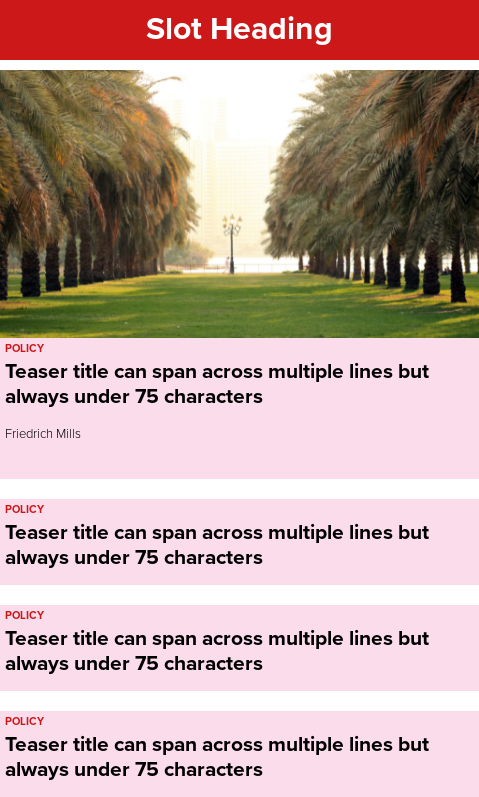 Slot Heading
POLICY
Teaser title can span across multiple lines but
always under 75 characters
Friedrich Mills
POLICY
Teaser title can span across multiple lines but
always under 75 characters
POLICY
Teaser title can span across multiple lines but
always under 75 characters
POLICY
Teaser title can span across multiple lines but
always under 75 characters